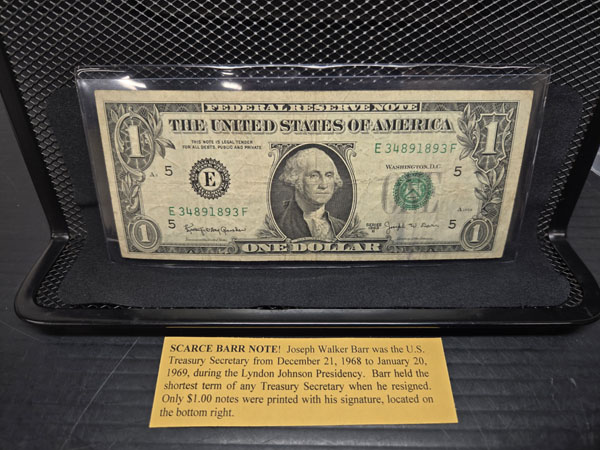 FEDERAL RESERVE NOTE
THE UNITED STATES OF AMERICA
THIS NOTE IS LEGAL TENDER
FOR ALL DEBTS, PUBLIC AND PRIVATE
E 34891893 F
WASHINGTON, D.C.
5 5
E
E 34891893 F
5 5
SERIES
1 1 1 1
ONE DOLLAR
SCARCE BARR NOTE! Joseph Walker Barr was the U.S.
Treasury Secretary from December 21, 1968 to January 20,
1969, during the Lyndon Johnson Presidency. Barr held the
shortest term of any Treasury Secretary when he resigned.
Only $1.00 notes were printed with his signature, located on
the bottom right.